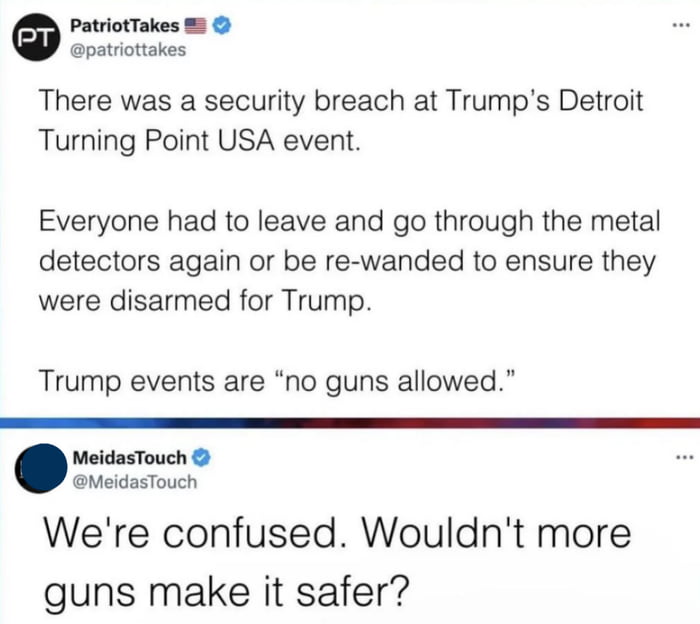 PT
PatriotTakes
@patriottakes
There was a security breach at Trump's Detroit
Turning Point USA event.
Everyone had to leave and go through the metal
detectors again or be re-wanded to ensure they
were disarmed for Trump.
Trump events are “no guns allowed.”
MeidasTouch
@MeidasTouch
We're confused. Wouldn't more
guns make it safer?